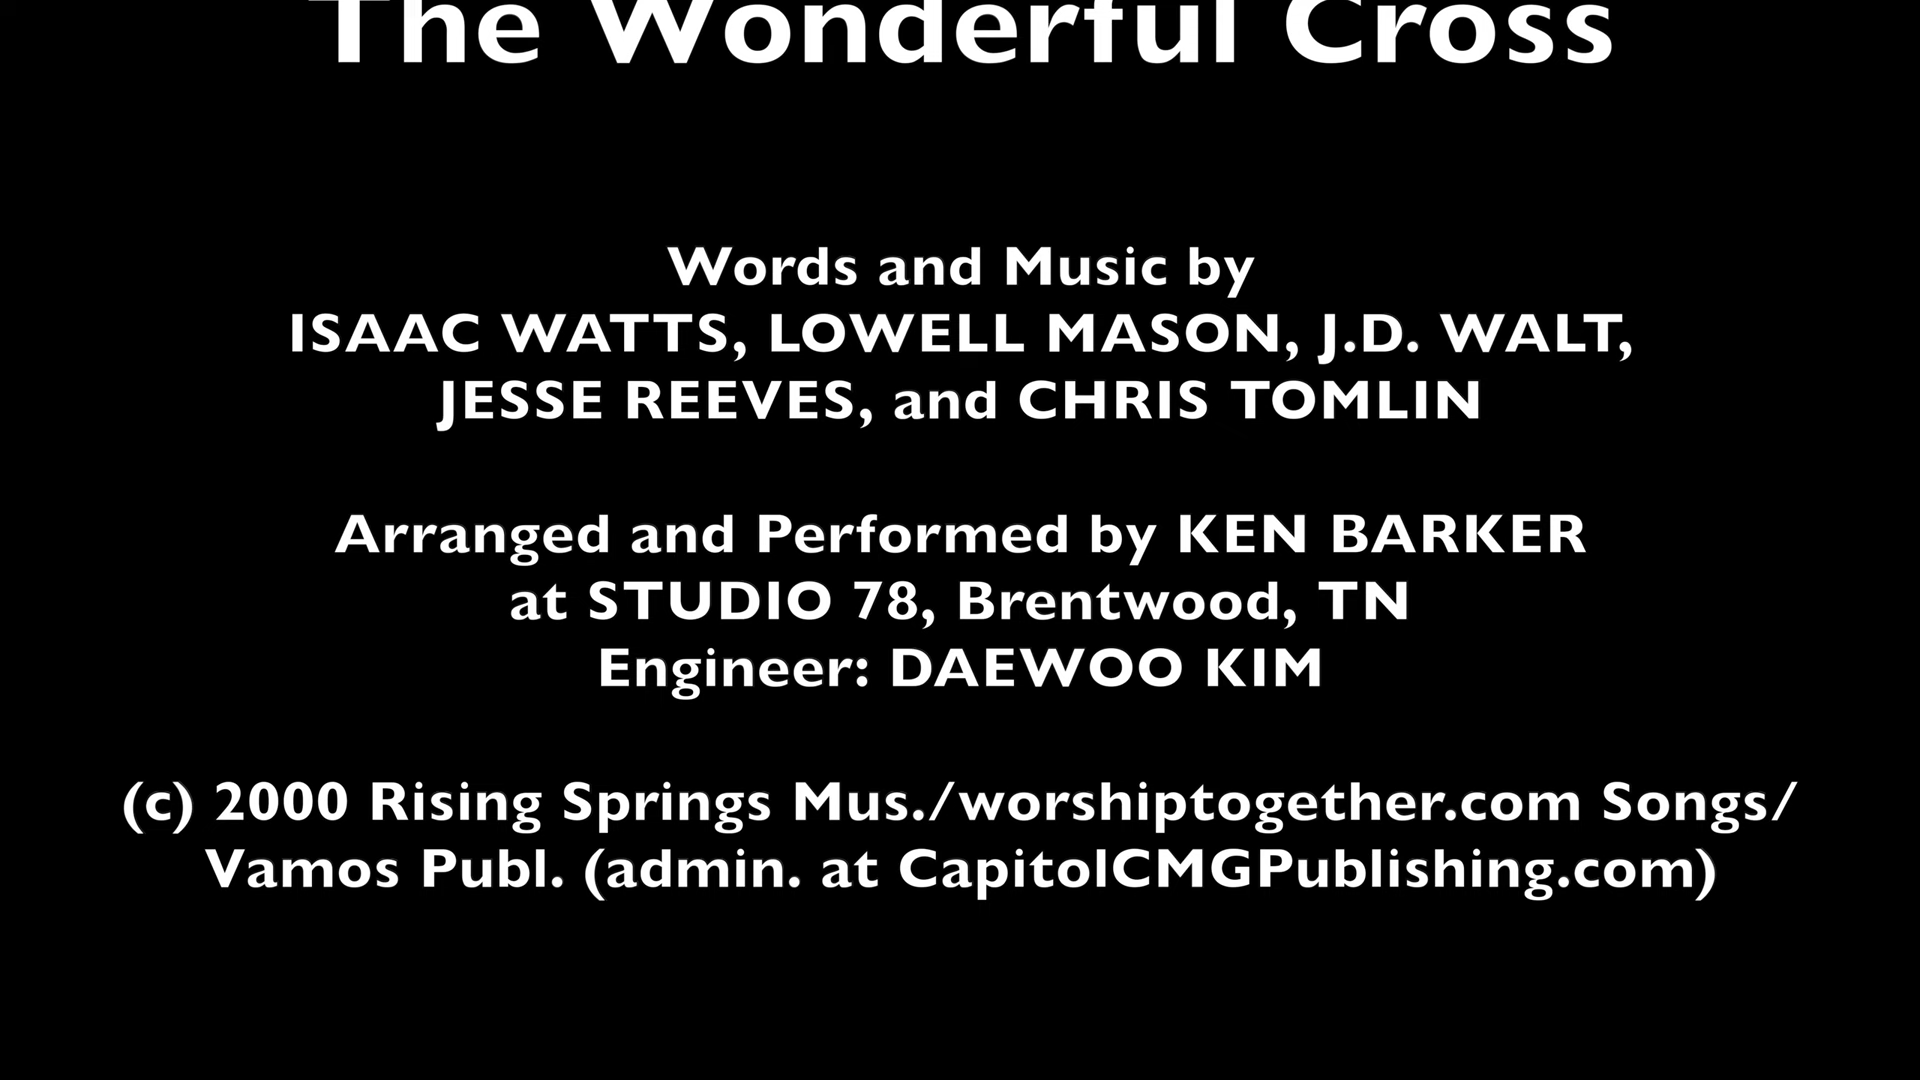 The Wonderful Cross
Words and Music by
ISAAC WATTS, LOWELL MASON, J.D. WALT,
JESSE REEVES, and CHRIS TOMLIN
Arranged and Performed by KEN BARKER
at STUDIO 78, Brentwood, TN
Engineer: DAEWOO KIM
(c) 2000 Rising Springs Mus./worshiptogether.com Songs/
Vamos Publ. (admin. at CapitolCMGPublishing.com)